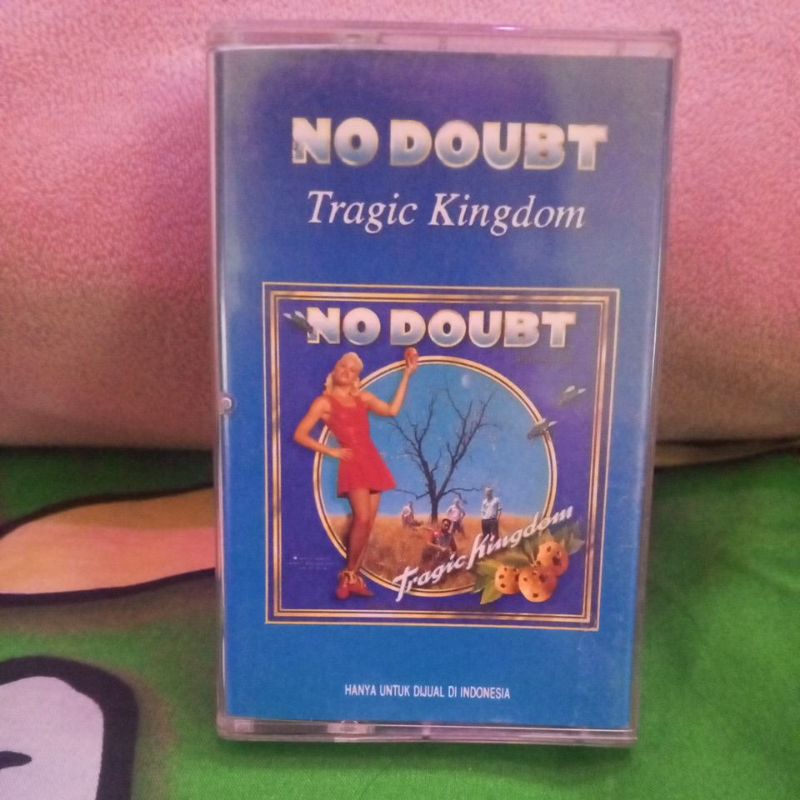 NO DOUBT
Tragic Kingdom
NO DOUBT
Tragic Kingdom
HANYA UNTUK DIJUAL DI INDONESIA